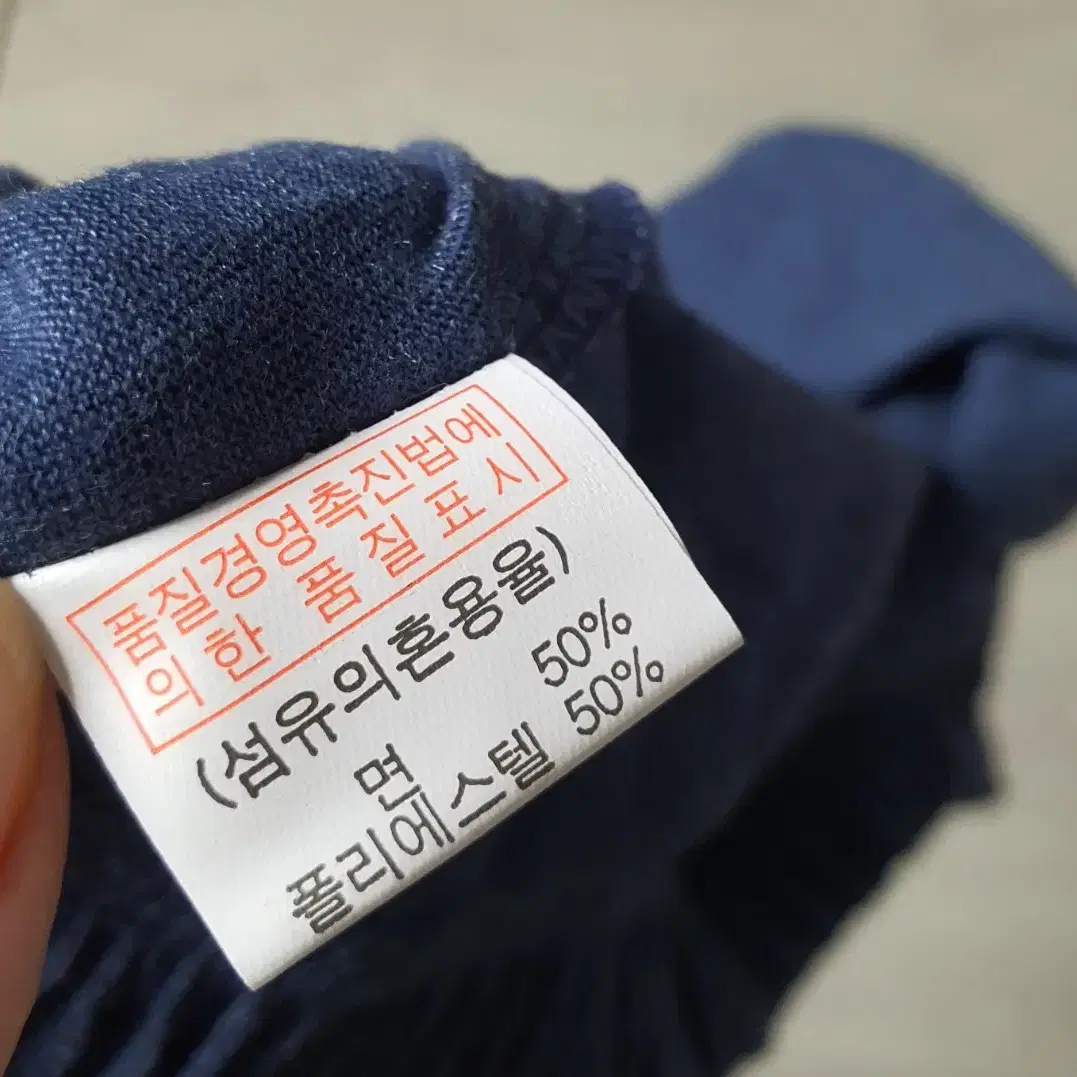 품질경영촉진법에
의한 품질표시
(섬유의혼용율)
면 50%
폴리에스텔 50%